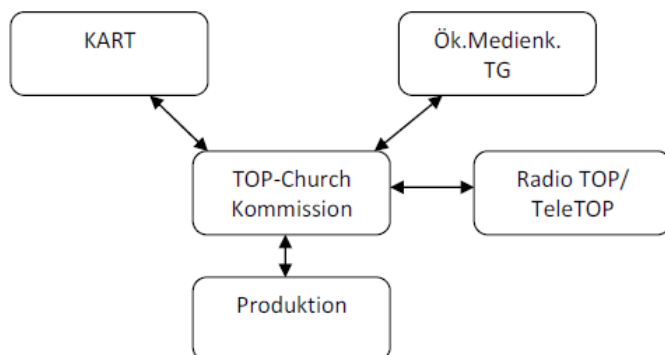 KART
Ök.Medienk.
TG
TOP-Church
Kommission
Radio TOP/
TeleTOP
Produktion